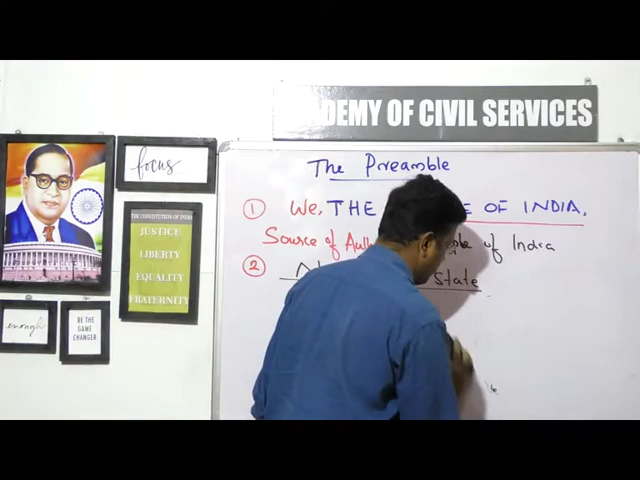 DEMY OF CIVIL SERVICES
focus
THE CONSTITUTION OF INDIA
JUSTICE
LIBERTY
EQUALITY
FRATERNITY
enough
BE THE
GAME
CHANGER
The Preamble
1 We, THE OF INDIA,
Source of of India
2 State